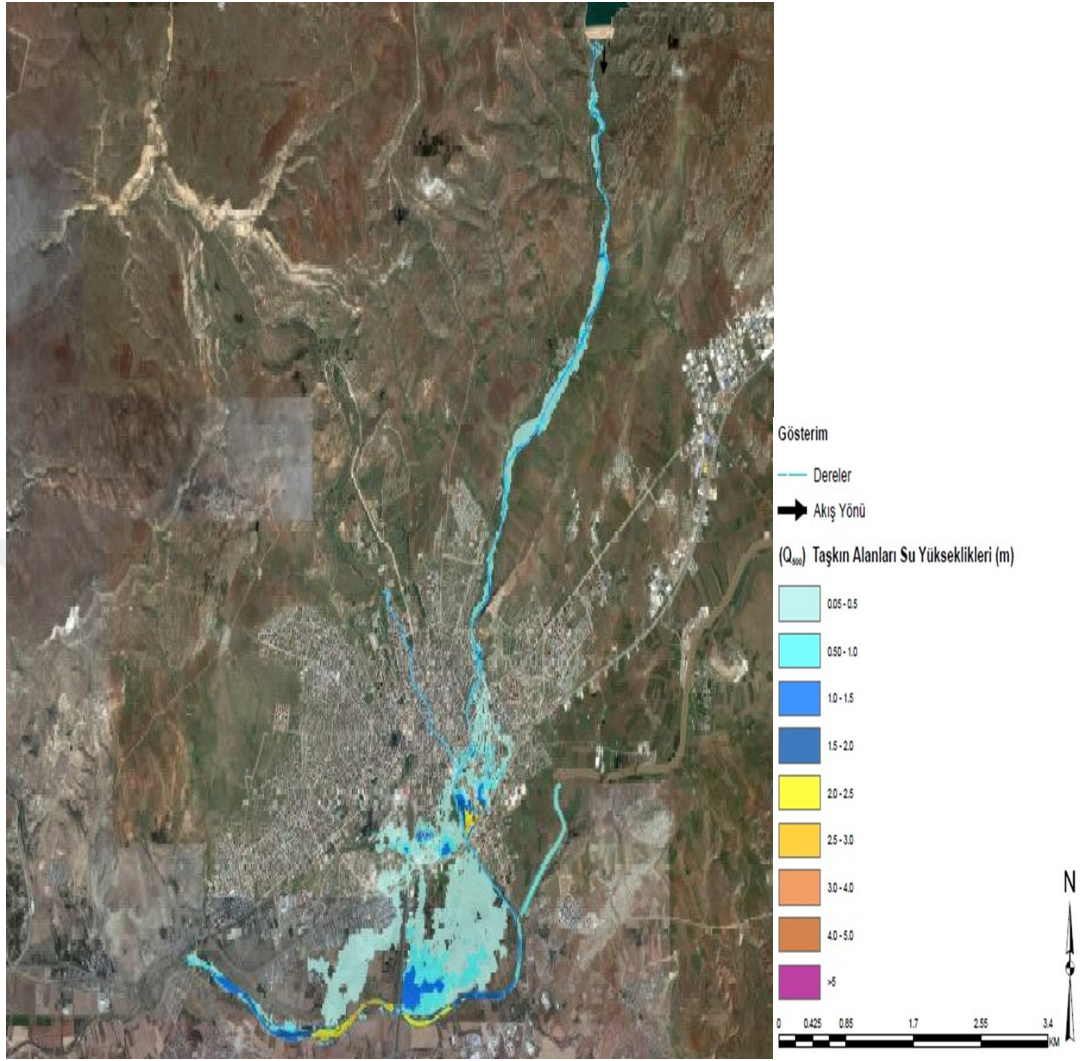 Gösterim
Dereler
Akış Yönü
(Q₅₀₀) Taşkın Alanları Su Yükseklikleri (m)
0.05 - 0.5
0.50 - 1.0
1.0 - 1.5
1.5 - 2.0
2.0 - 2.5
2.5 - 3.0
3.0 - 4.0
4.0 - 5.0
>5
N
0 0.425 0.85 1.7 2.55 3.4
KM